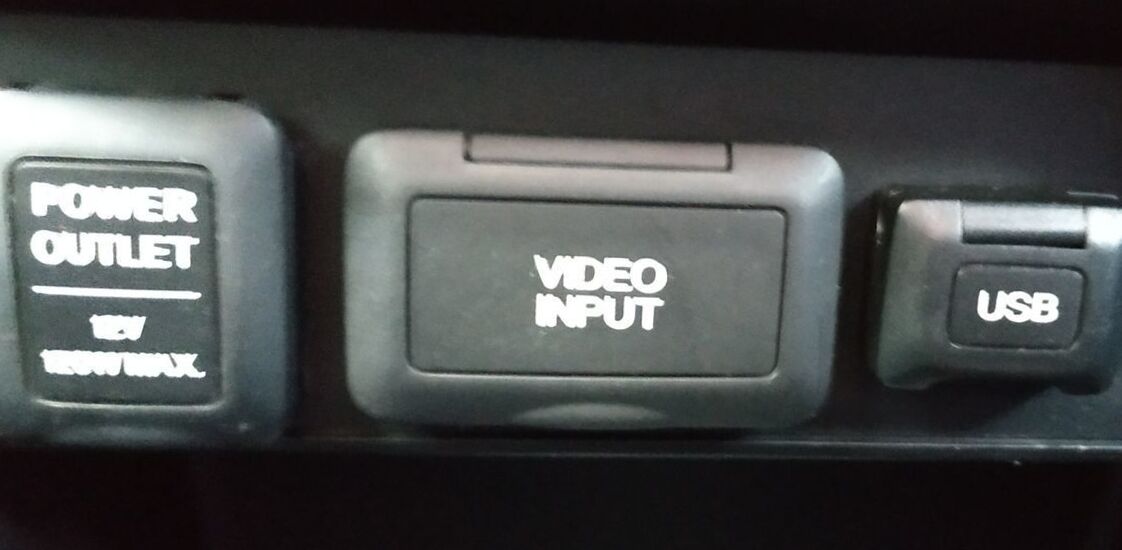 POWER
OUTLET
12V
120W MAX.
VIDEO
INPUT
USB